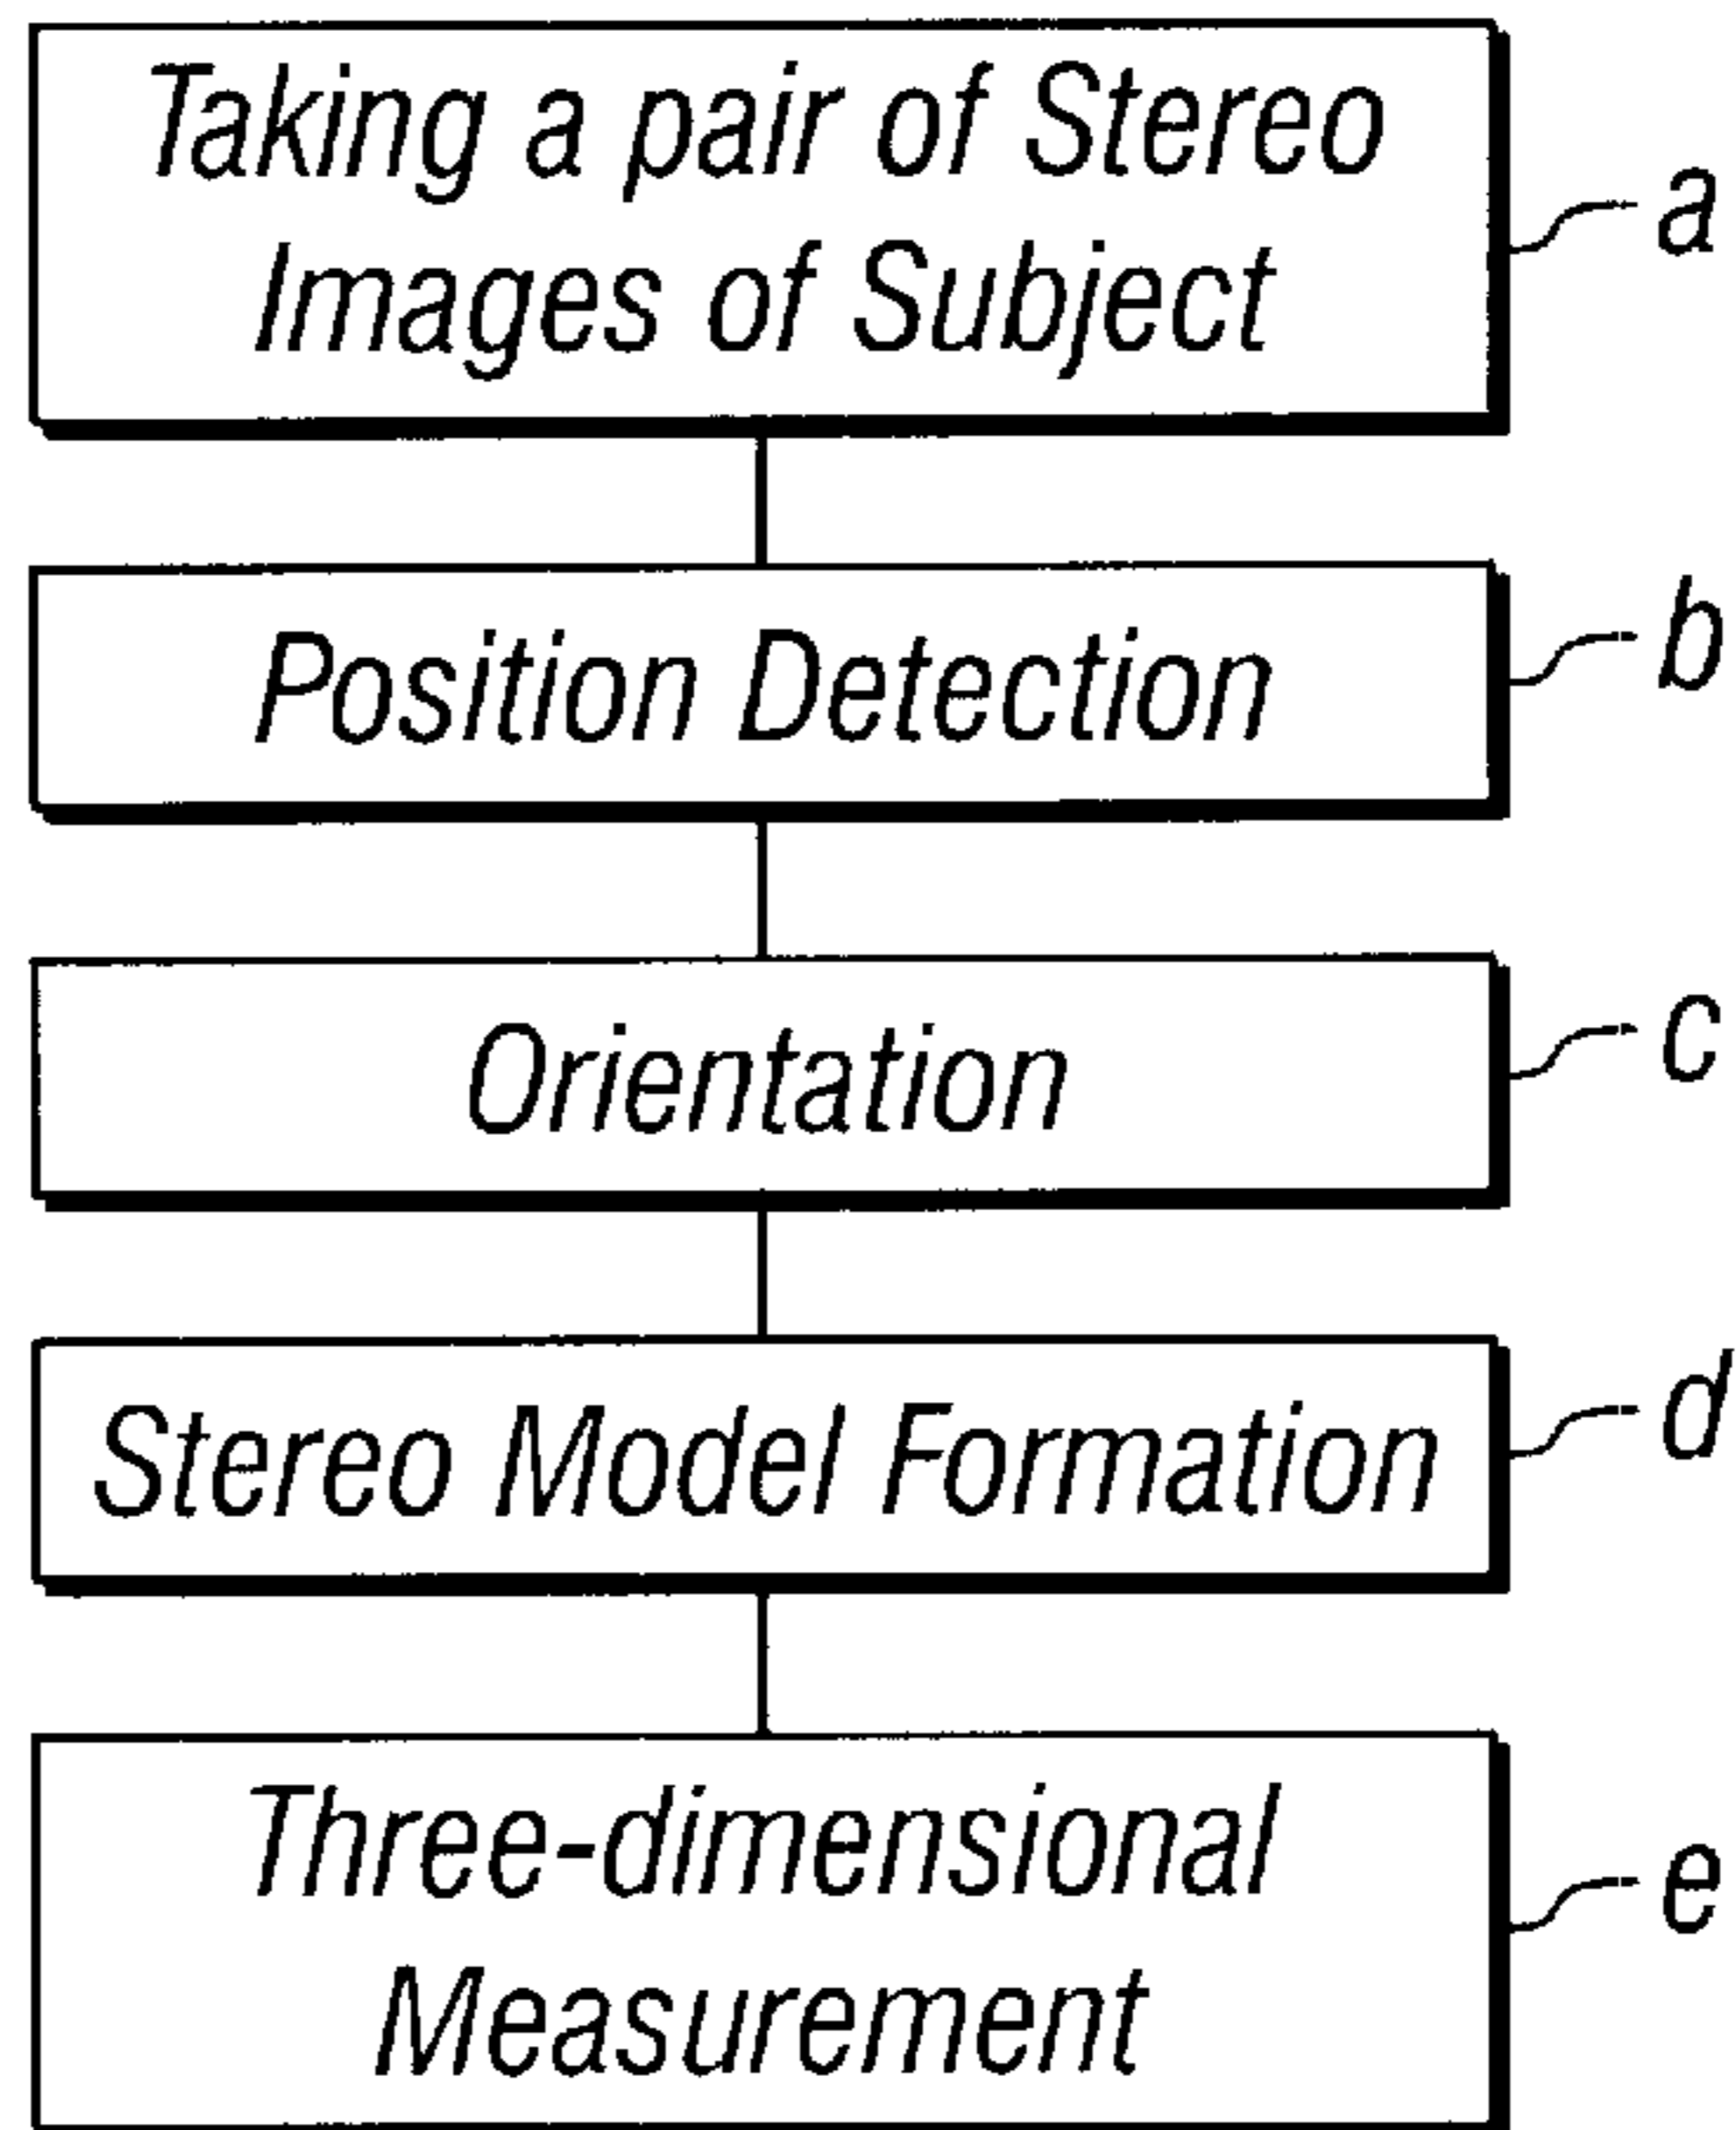 Taking a pair of Stereo
Images of Subject
a
Position Detection
b
Orientation
c
Stereo Model Formation
d
Three-dimensional
Measurement
e